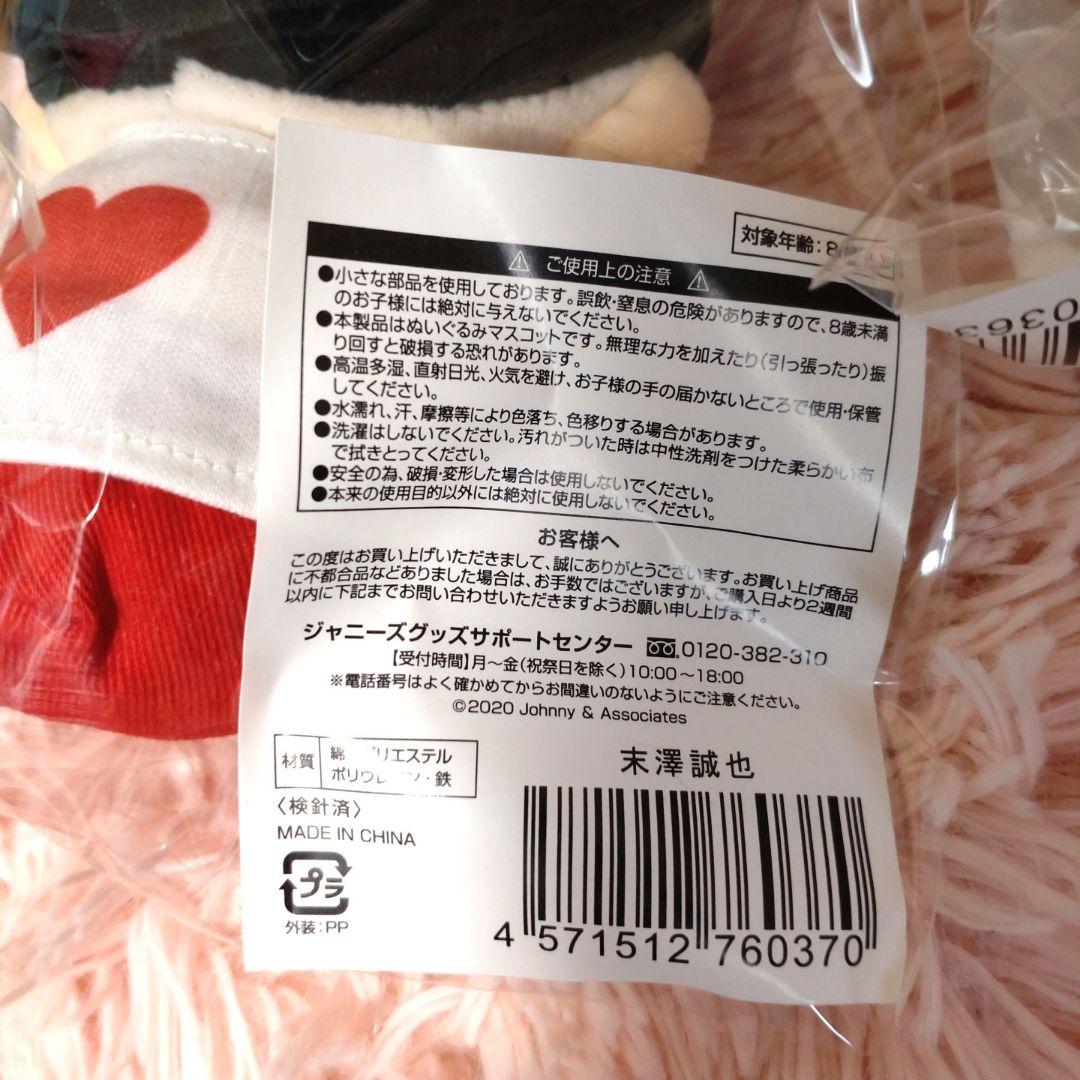 対象年齢:8
ご使用上の注意
●小さな部品を使用しております。誤飲・窒息の危険がありますので、8歳未満
のお子様には絶対に与えないでください。
●本製品はぬいぐるみマスコットです。無理な力を加えたり(引っ張ったり)振
り回すと破損する恐れがあります。
●高温多湿、直射日光、火気を避け、お子様の手の届かないところで使用・保管
してください。
●水濡れ、汗、摩擦等により色落ち、色移りする場合があります。
●洗濯はしないでください。汚れがついた時は中性洗剤をつけた柔らかい布
で拭きとってください。
●安全の為、破損・変形した場合は使用しないでください。
●本来の使用目的以外には絶対に使用しないでください。
お客様へ
この度はお買い上げいただきまして、誠にありがとうございます。お買い上げ商品
に不都合品などありました場合は、お手数ではございますが、ご購入日より2週間
以内に下記までお問い合わせいただきますようお願い申し上げます。
ジャニーズグッズサポートセンター 0120-382-310
【受付時間】月～金(祝祭日を除く)10:00～18:00
※電話番号はよく確かめてからお間違いのないようにご注意ください。
©2020 Johnny & Associates
材質 綿 ポリエステル
ポリウレタン・鉄
〈検針済〉
MADE IN CHINA
プラ
外装:PP
末澤誠也
4 571512 760370